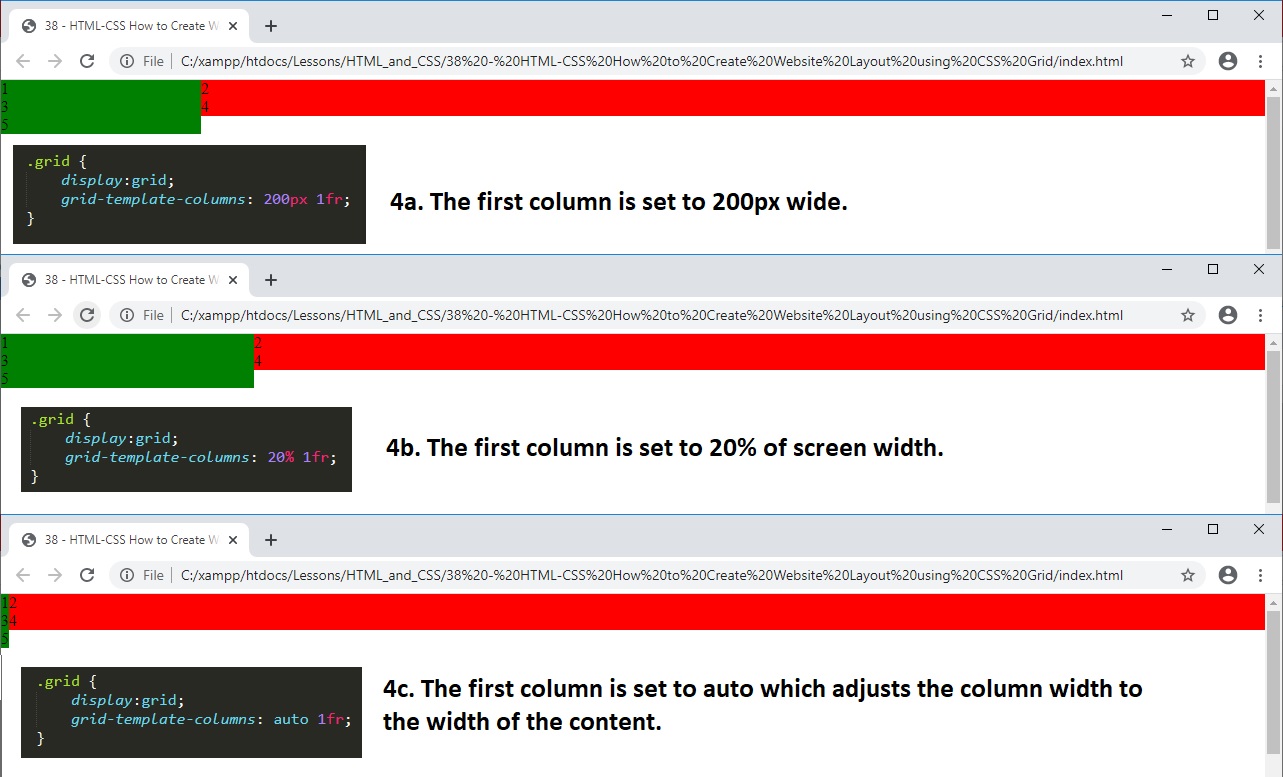 38 - HTML-CSS How to Create W
File
C:/xampp/htdocs/Lessons/HTML_and_CSS/38%20-%20HTML-CSS%20How%20to%20Create%20Website%20Layout%20using%20CSS%20Grid/index.html
1 2
3 4
5
.grid {
display:grid;
grid-template-columns: 200px 1fr;
}
4a. The first column is set to 200px wide.
38 - HTML-CSS How to Create W
File
C:/xampp/htdocs/Lessons/HTML_and_CSS/38%20-%20HTML-CSS%20How%20to%20Create%20Website%20Layout%20using%20CSS%20Grid/index.html
1 2
3 4
5
.grid {
display:grid;
grid-template-columns: 20% 1fr;
}
4b. The first column is set to 20% of screen width.
38 - HTML-CSS How to Create W
File
C:/xampp/htdocs/Lessons/HTML_and_CSS/38%20-%20HTML-CSS%20How%20to%20Create%20Website%20Layout%20using%20CSS%20Grid/index.html
12
34
5
.grid {
display:grid;
grid-template-columns: auto 1fr;
}
4c. The first column is set to auto which adjusts the column width to
the width of the content.